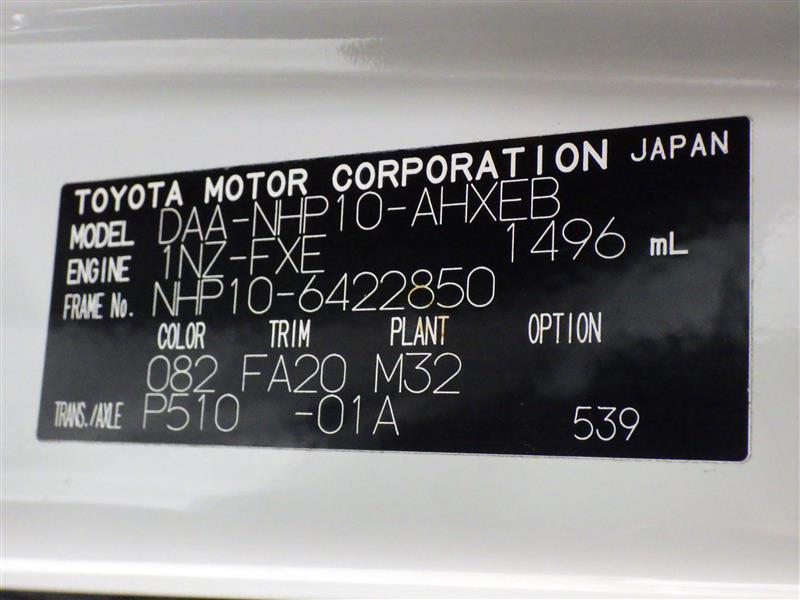 TOYOTA MOTOR CORPORATION JAPAN
MODEL DAA-NHP10-AHXEB
ENGINE 1NZ-FXE 1496 mL
FRAME No. NHP10-6422850
COLOR TRIM PLANT OPTION
082 FA20 M32
TRANS./AXLE P510 -01A 539